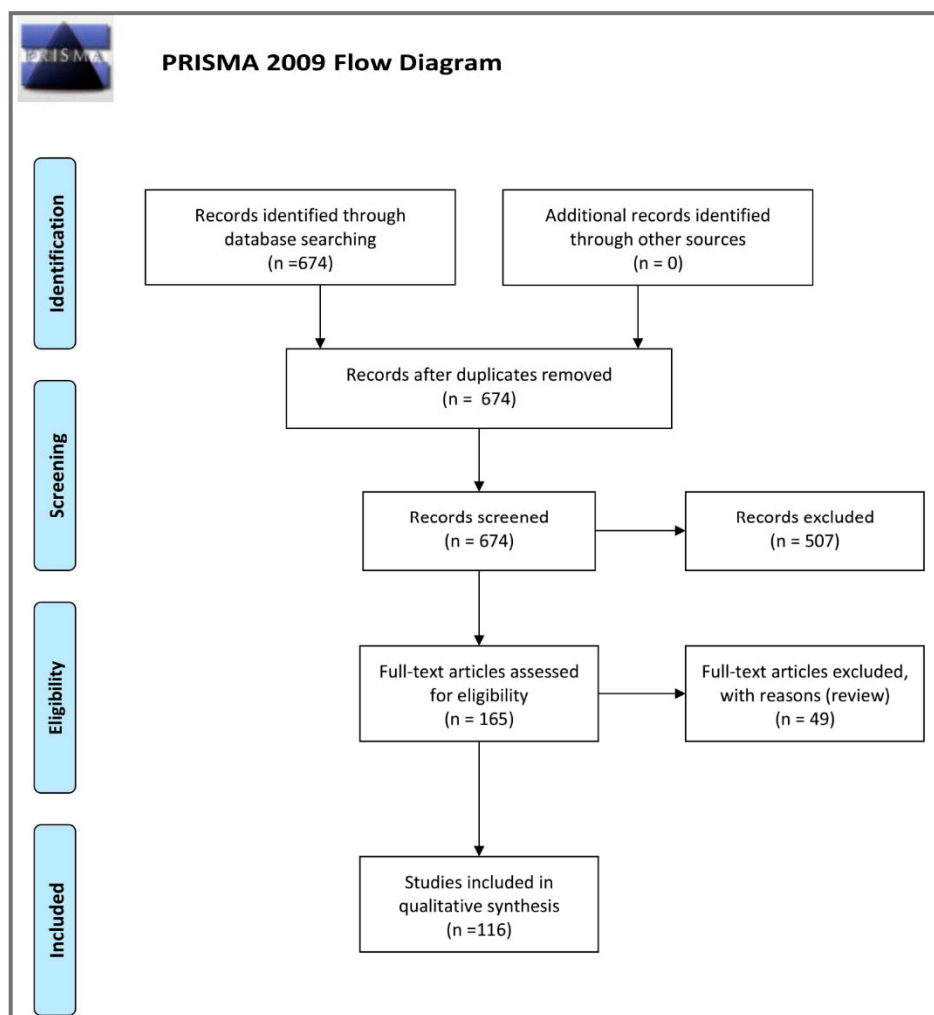 PRISMA
PRISMA 2009 Flow Diagram
Identification
Records identified through
database searching
(n =674)
Additional records identified
through other sources
(n = 0)
Records after duplicates removed
(n = 674)
Screening
Records screened
(n = 674)
Records excluded
(n = 507)
Eligibility
Full-text articles assessed
for eligibility
(n = 165)
Full-text articles excluded,
with reasons (review)
(n = 49)
Included
Studies included in
qualitative synthesis
(n =116)